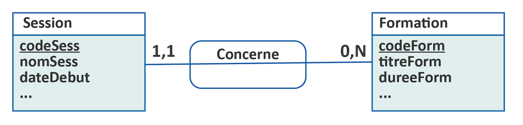 Session
codeSess
nomSess
dateDebut
...
1,1
Concerne
0,N
Formation
codeForm
titreForm
dureeForm
...